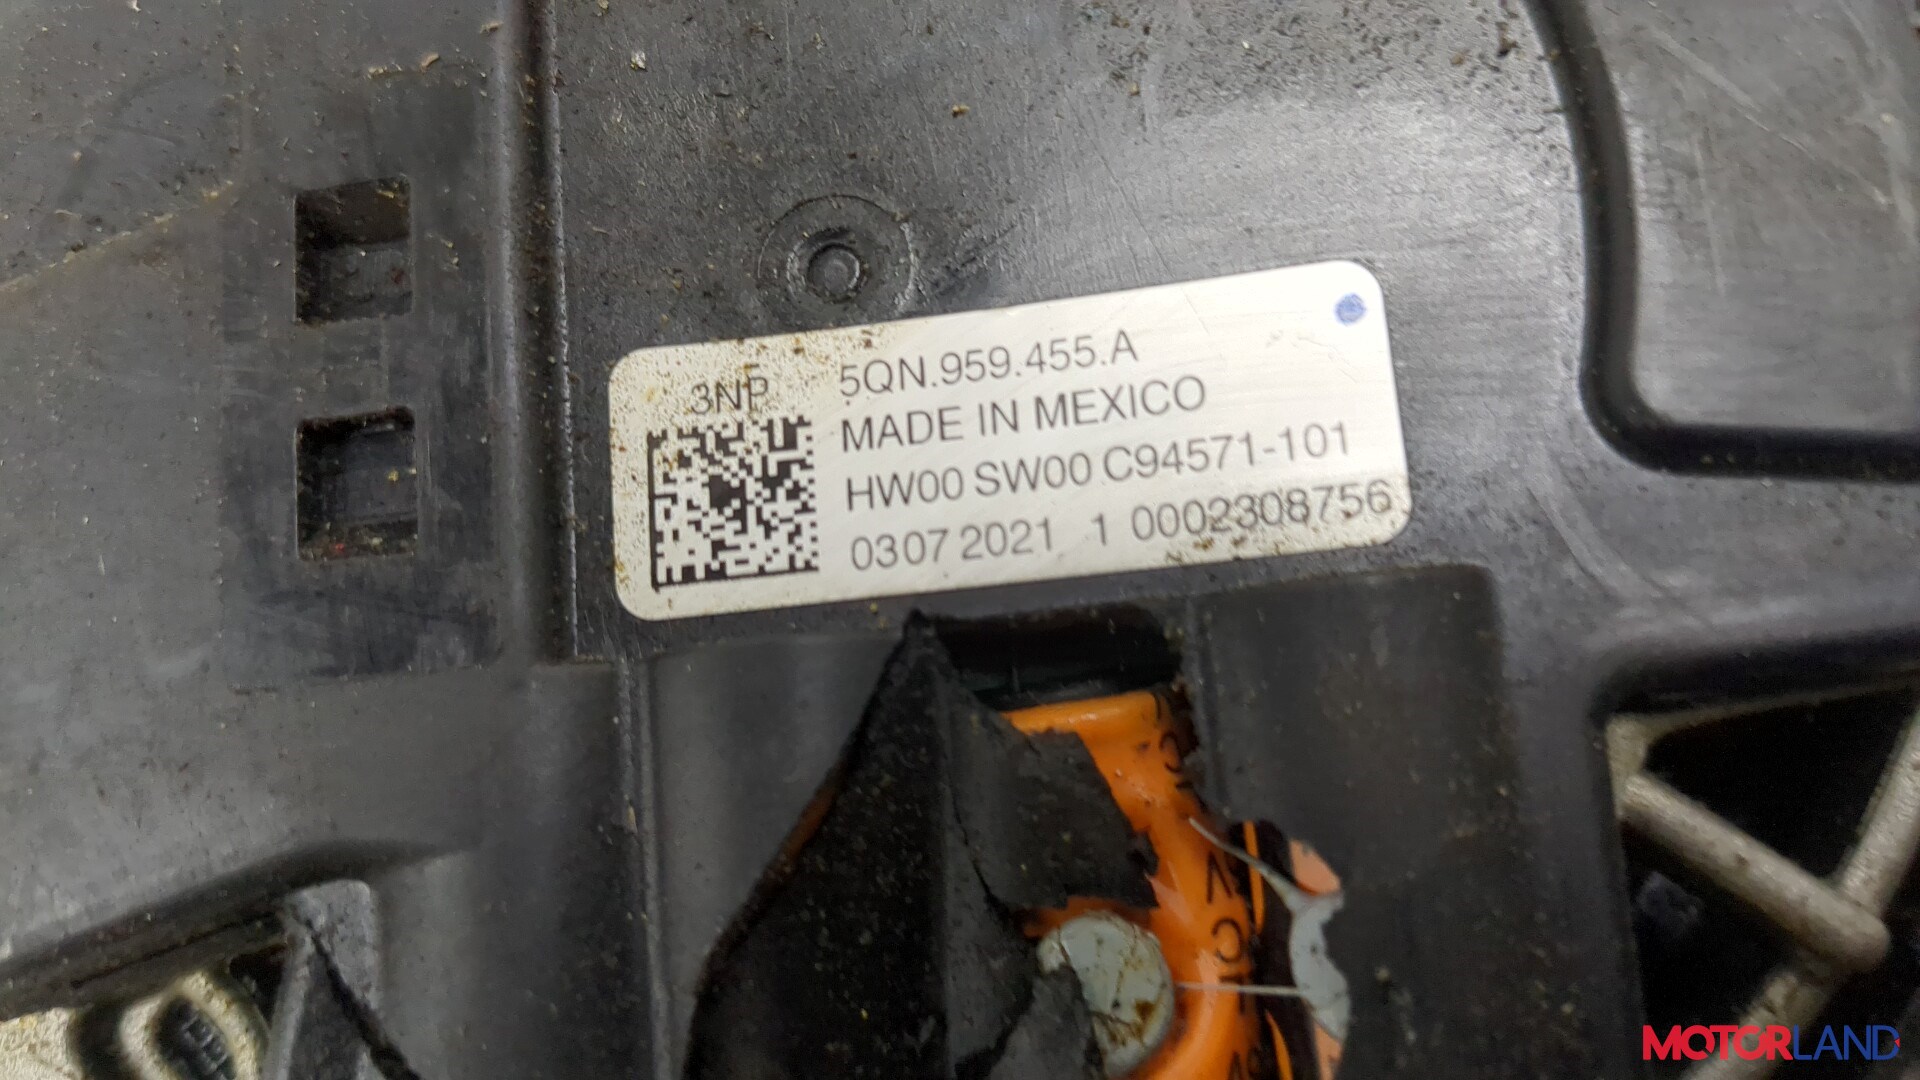 3NP
5QN.959.455.A
MADE IN MEXICO
HW00 SW00 C94571-101
0307 2021 1 0002308756
MOTORLAND